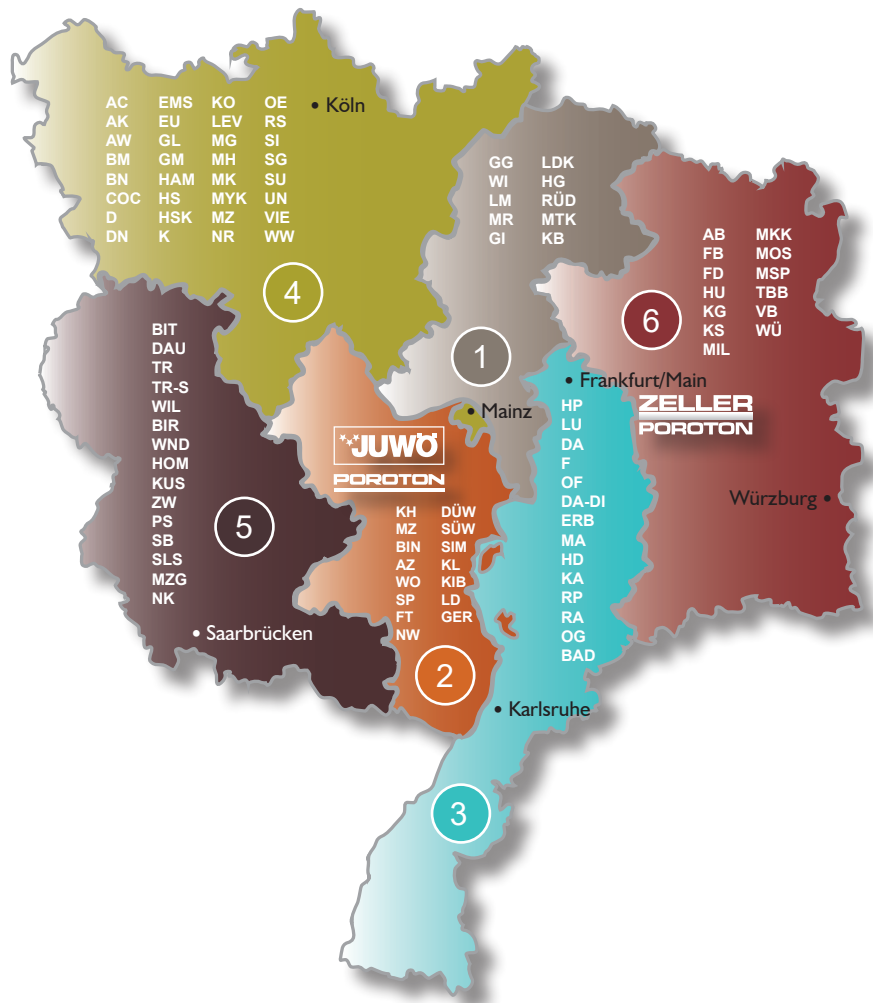 AC EMS KO OE
AK EU LEV RS
AW GL MG SI
BM GM MH SG
BN HAM MK SU
COC HS MYK UN
D HSK MZ VIE
DN K NR WW
• Köln
4
GG LDK
WI HG
LM RÜD
MR MTK
GI KB
1
AB MKK
FB MOS
FD MSP
HU TBB
KG VB
KS WÜ
MIL
6
BIT
DAU
TR
TR-S
WIL
BIR
WND
HOM
KUS
ZW
PS
SB
SLS
MZG
NK
5
• Saarbrücken
• Mainz
JUWÖ
POROTON
KH DÜW
MZ SÜW
BIN SIM
AZ KL
WO KIB
SP LD
FT GER
NW
2
• Frankfurt/Main
HP
LU
DA
F
OF
DA-DI
ERB
MA
HD
KA
RP
RA
OG
BAD
ZELLER
POROTON
Würzburg •
• Karlsruhe
3